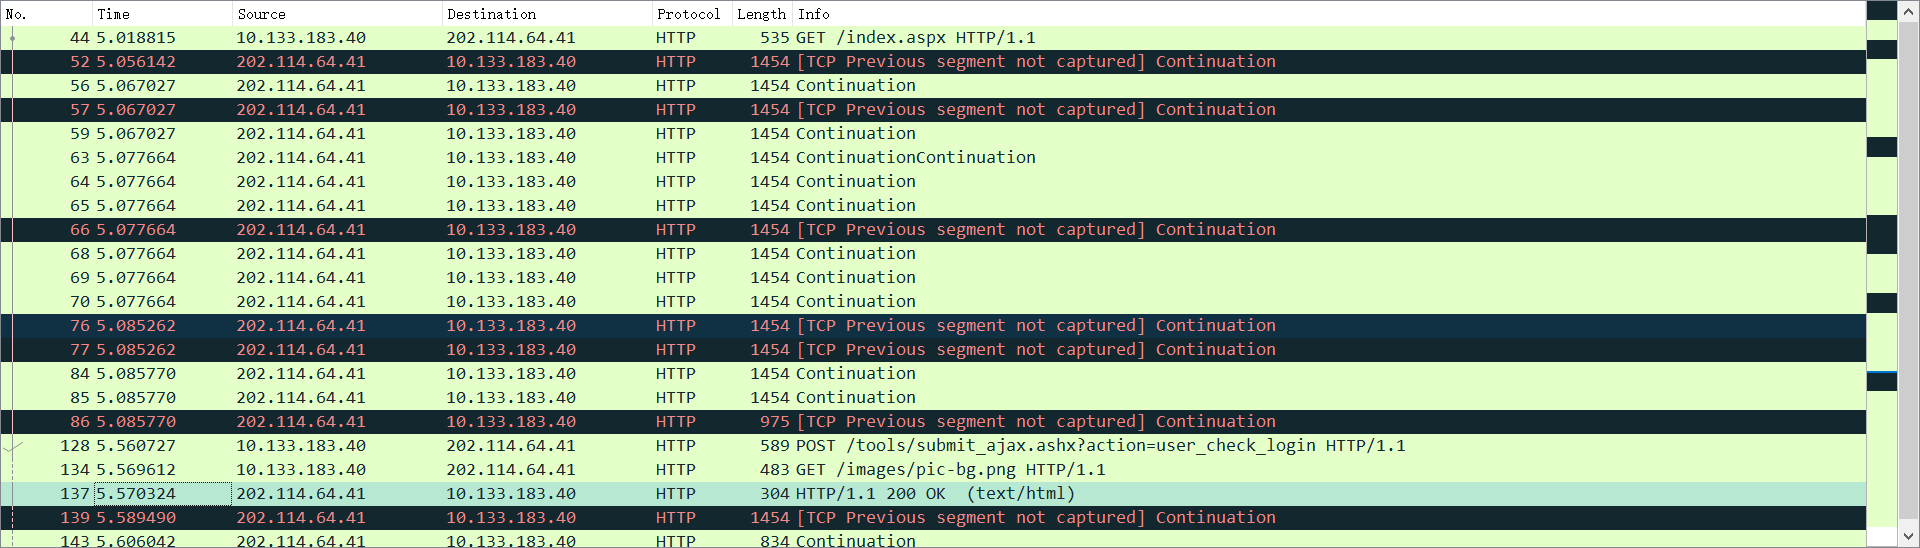 No. Time Source Destination Protocol Length Info
44 5.018815 10.133.183.40 202.114.64.41 HTTP 535 GET /index.aspx HTTP/1.1
52 5.056142 202.114.64.41 10.133.183.40 HTTP 1454 [TCP Previous segment not captured] Continuation
56 5.067027 202.114.64.41 10.133.183.40 HTTP 1454 Continuation
57 5.067027 202.114.64.41 10.133.183.40 HTTP 1454 [TCP Previous segment not captured] Continuation
59 5.067027 202.114.64.41 10.133.183.40 HTTP 1454 Continuation
63 5.077664 202.114.64.41 10.133.183.40 HTTP 1454 ContinuationContinuation
64 5.077664 202.114.64.41 10.133.183.40 HTTP 1454 Continuation
65 5.077664 202.114.64.41 10.133.183.40 HTTP 1454 Continuation
66 5.077664 202.114.64.41 10.133.183.40 HTTP 1454 [TCP Previous segment not captured] Continuation
68 5.077664 202.114.64.41 10.133.183.40 HTTP 1454 Continuation
69 5.077664 202.114.64.41 10.133.183.40 HTTP 1454 Continuation
70 5.077664 202.114.64.41 10.133.183.40 HTTP 1454 Continuation
76 5.085262 202.114.64.41 10.133.183.40 HTTP 1454 [TCP Previous segment not captured] Continuation
77 5.085262 202.114.64.41 10.133.183.40 HTTP 1454 [TCP Previous segment not captured] Continuation
84 5.085770 202.114.64.41 10.133.183.40 HTTP 1454 Continuation
85 5.085770 202.114.64.41 10.133.183.40 HTTP 1454 Continuation
86 5.085770 202.114.64.41 10.133.183.40 HTTP 975 [TCP Previous segment not captured] Continuation
128 5.560727 10.133.183.40 202.114.64.41 HTTP 589 POST /tools/submit_ajax.ashx?action=user_check_login HTTP/1.1
134 5.569612 10.133.183.40 202.114.64.41 HTTP 483 GET /images/pic-bg.png HTTP/1.1
137 5.570324 202.114.64.41 10.133.183.40 HTTP 304 HTTP/1.1 200 OK (text/html)
139 5.589490 202.114.64.41 10.133.183.40 HTTP 1454 [TCP Previous segment not captured] Continuation
143 5.606042 202.114.64.41 10.133.183.40 HTTP 834 Continuation